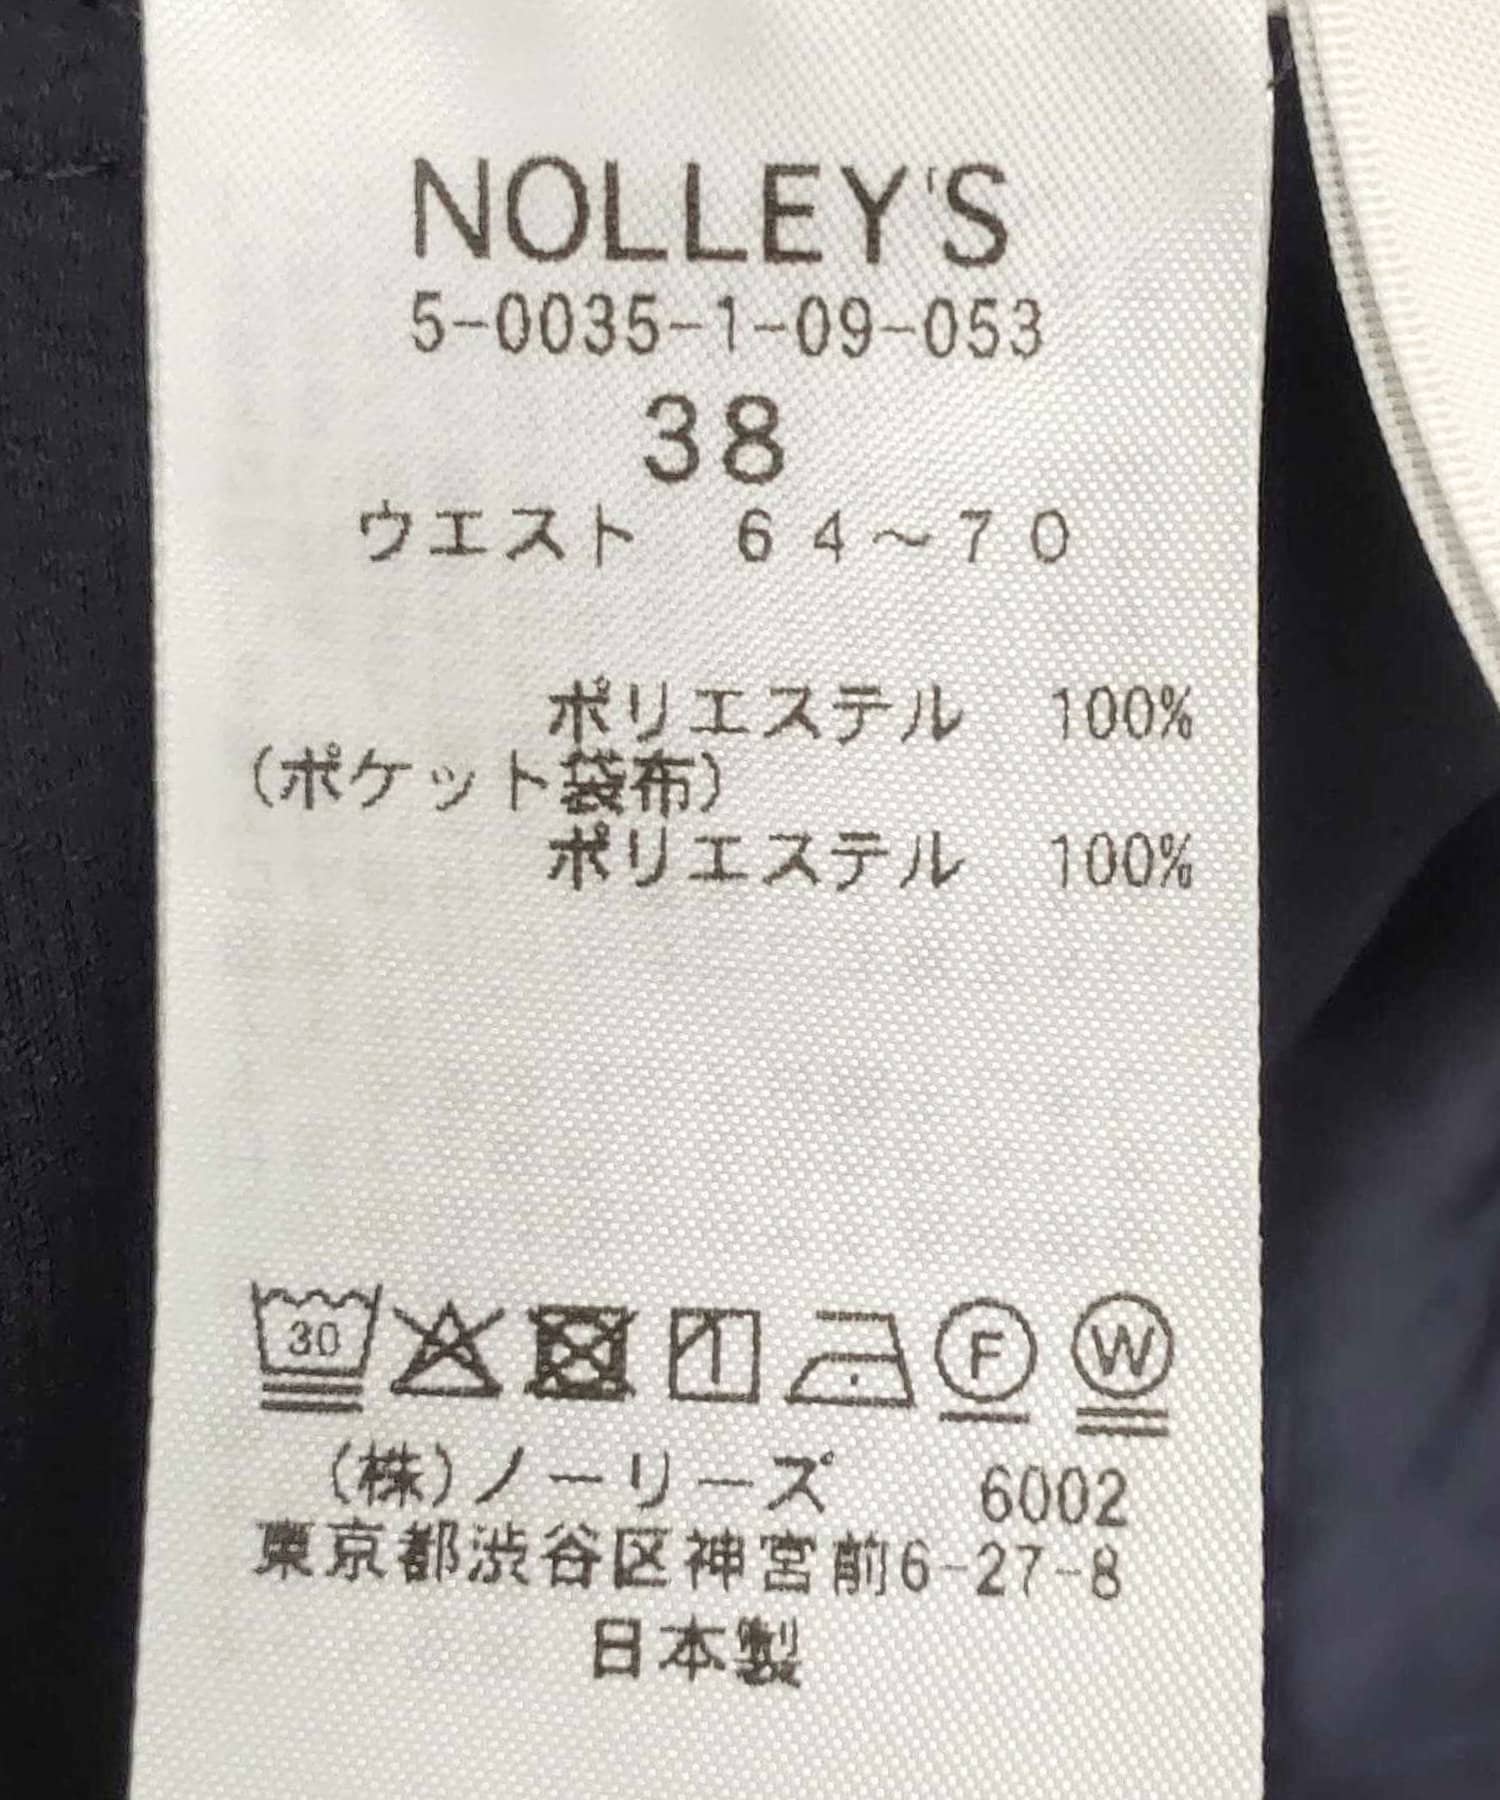 NOLLEY'S
5-0035-1-09-053
38
ウエスト　64〜70
ポリエステル　100%
(ポケット袋布)
ポリエステル　100%
30
F
W
(株)ノーリーズ　6002
東京都渋谷区神宮前6-27-8
日本製